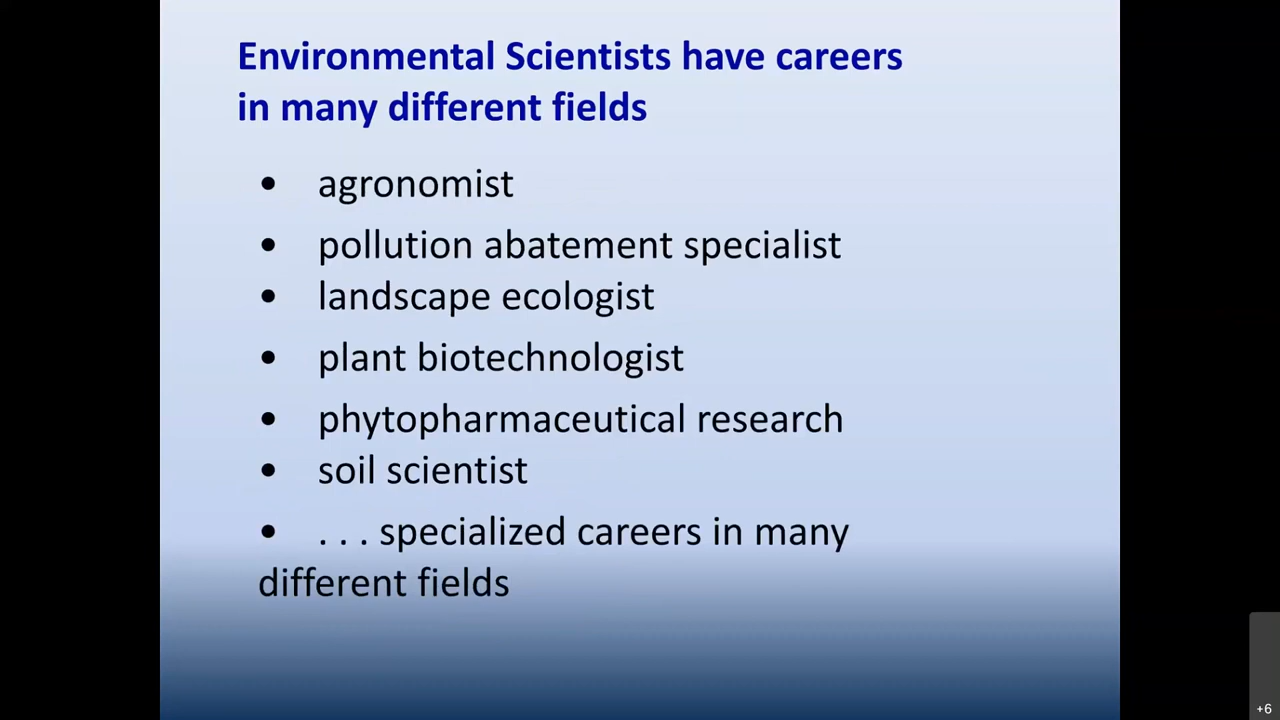 Environmental Scientists have careers
in many different fields
• agronomist
• pollution abatement specialist
• landscape ecologist
• plant biotechnologist
• phytopharmaceutical research
• soil scientist
• . . . specialized careers in many
different fields
+6